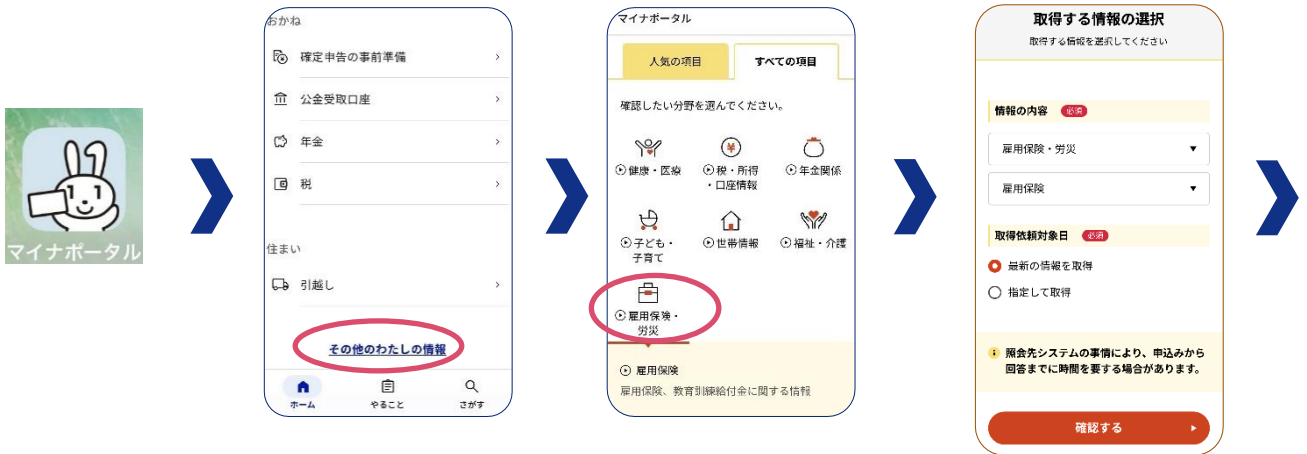 マイナポータル
おかね
確定申告の事前準備
公金受取口座
年金
税
住まい
引越し
その他のわたしの情報
ホーム
やること
さがす
マイナポータル
人気の項目
すべての項目
確認したい分野を選んでください。
健康・医療
税・所得
・口座情報
年金関係
子ども・
子育て
世帯情報
福祉・介護
雇用保険・
労災
雇用保険
雇用保険、教育訓練給付金に関する情報
取得する情報の選択
取得する情報を選択してください
情報の内容 必須
雇用保険・労災
雇用保険
取得依頼対象日 必須
最新の情報を取得
指定して取得
照会先システムの事情により、申込みから
回答までに時間を要する場合があります。
確認する